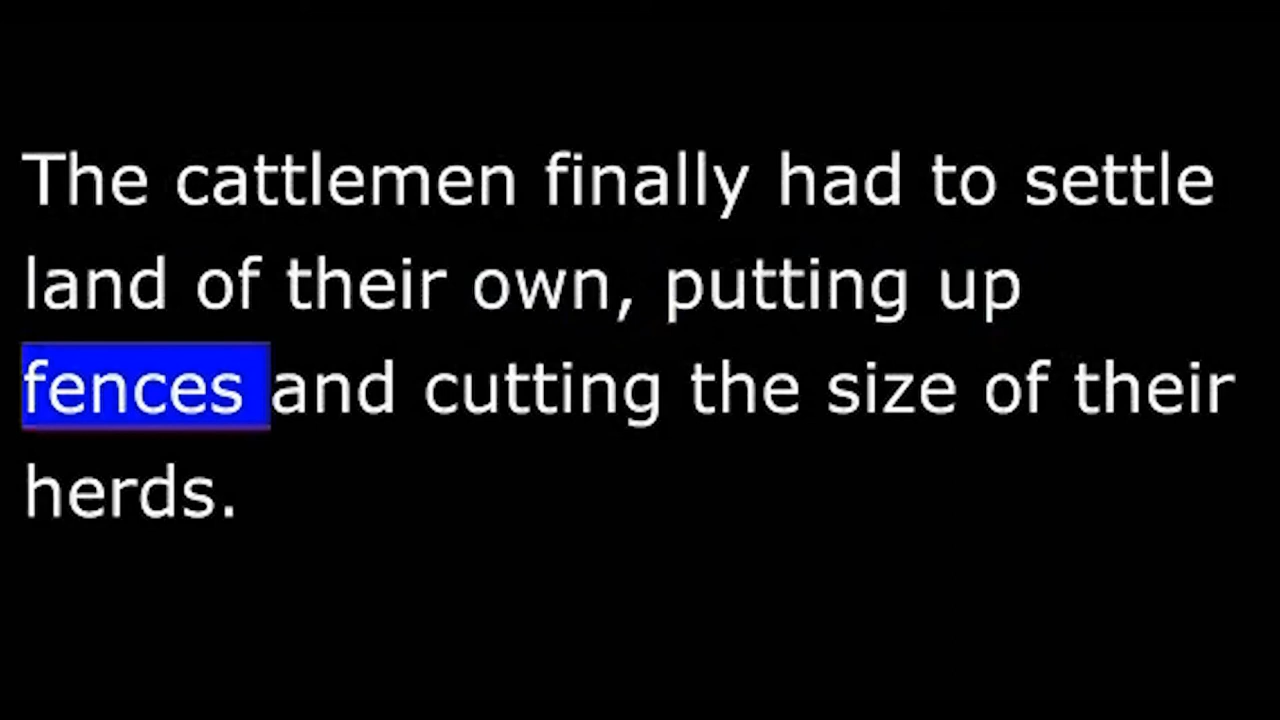 The cattlemen finally had to settle
land of their own, putting up
fences and cutting the size of their
herds.